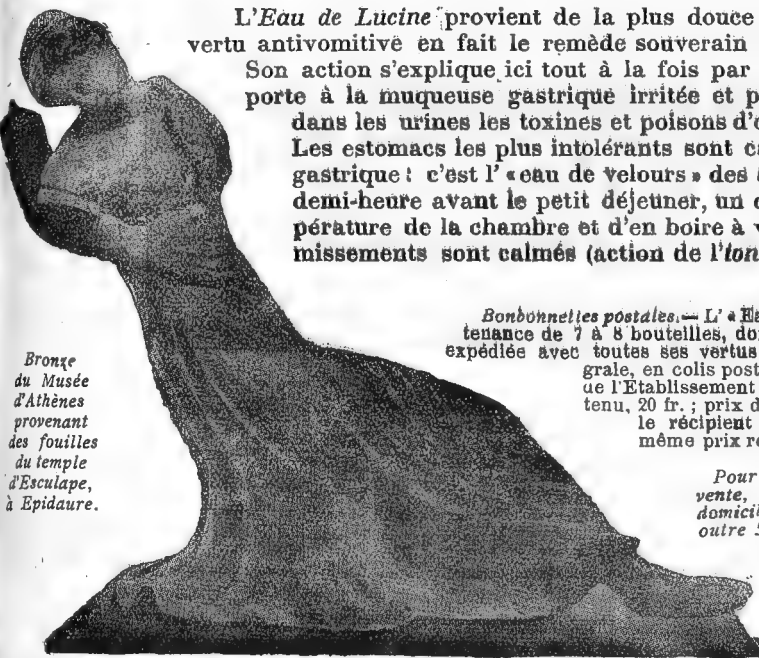 L'Eau de Lucine provient de la plus douce
vertu antivomitive en fait le remède souverain
Son action s'explique ici tout à la fois par
porte à la muqueuse gastrique irritée et p
dans les urines les toxines et poisons d'o
Les estomacs les plus intolérants sont c
gastrique : c'est l' « eau de velours » des
demi-heure avant le petit déjeuner, un
pérature de la chambre et d'en boire à
missements sont calmés (action de l'ton
Bonbonnettes postales. — L' « Ea
tenance de 7 à 8 bouteilles, do
expédiée avec toutes ses vertus
grale, en colis post
de l'Etablissement
tenu, 20 fr. ; prix d
le récipient
même prix re
Pour
vente,
domicil
outre 5
Bronze
du Musée
d'Athènes
provenant
des fouilles
du temple
d'Esculape,
à Epidaure.